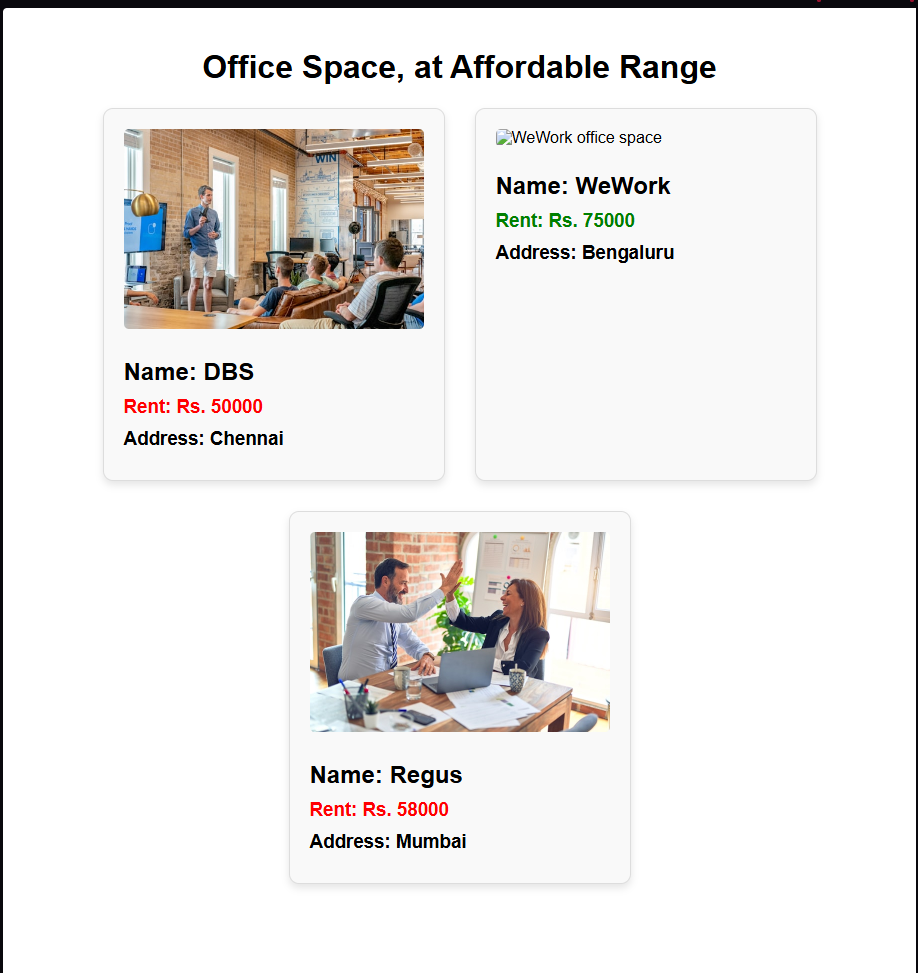 Office Space, at Affordable Range
WIN
Name: DBS
Rent: Rs. 50000
Address: Chennai
WeWork office space
Name: WeWork
Rent: Rs. 75000
Address: Bengaluru
Name: Regus
Rent: Rs. 58000
Address: Mumbai